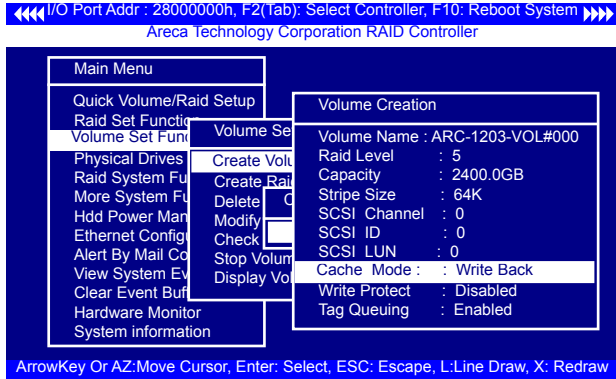 I/O Port Addr : 28000000h, F2(Tab): Select Controller, F10: Reboot System
Areca Technology Corporation RAID Controller
Main Menu
Quick Volume/Raid Setup
Raid Set Function
Volume Set Func
Physical Drives
Raid System Fu
More System Fu
Hdd Power Man
Ethernet Configu
Alert By Mail Co
View System Ev
Clear Event Buff
Hardware Monitor
System information
Volume Se
Create Volu
Create Raid
Delete
Modify
Check
Stop Volum
Display Vol
C
Volume Creation
Volume Name : ARC-1203-VOL#000
Raid Level : 5
Capacity : 2400.0GB
Stripe Size : 64K
SCSI Channel : 0
SCSI ID : 0
SCSI LUN : 0
Cache Mode : : Write Back
Write Protect : Disabled
Tag Queuing : Enabled
ArrowKey Or AZ:Move Cursor, Enter: Select, ESC: Escape, L:Line Draw, X: Redraw